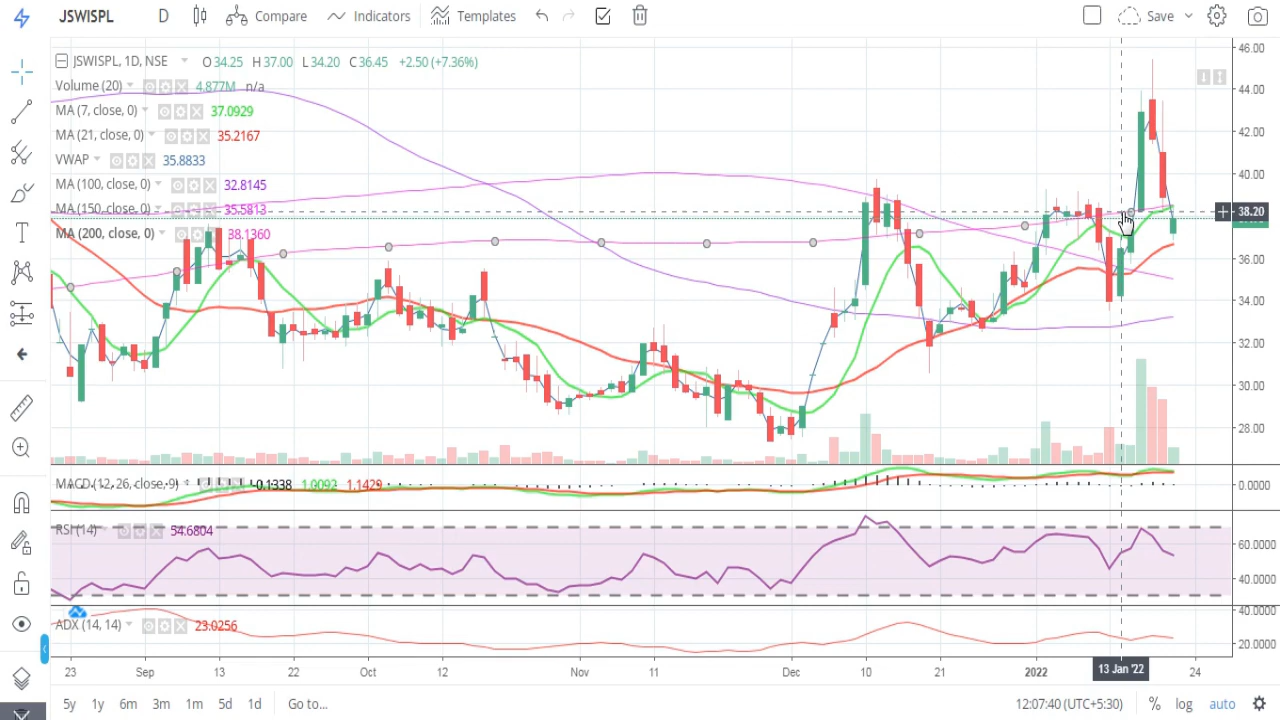 JSWISPL D Compare Indicators Templates Save
JSWISPL, 1D, NSE O34.25 H37.00 L34.20 C36.45 +2.50 (+7.36%)
Volume (20) 4.877M n/a
MA (7, close, 0) 37.0929
MA (21, close, 0) 35.2167
VWAP 35.8833
MA (100, close, 0) 32.8145
MA (150, close, 0) 35.5813
MA (200, close, 0) 38.1360
46.00
44.00
42.00
40.00
38.20
36.00
34.00
32.00
30.00
28.00
MACD (12, 26, close, 9) -0.1338 1.0092 1.1429
0.0000
RSI (14) 54.6804
60.0000
40.0000
ADX (14, 14) 23.0256
40.0000
20.0000
23 Sep 13 22 Oct 12 Nov 11 Dec 10 21 2022 13 Jan '22 24
5y 1y 6m 3m 1m 5d 1d Go to... 12:07:40 (UTC+5:30) % log auto